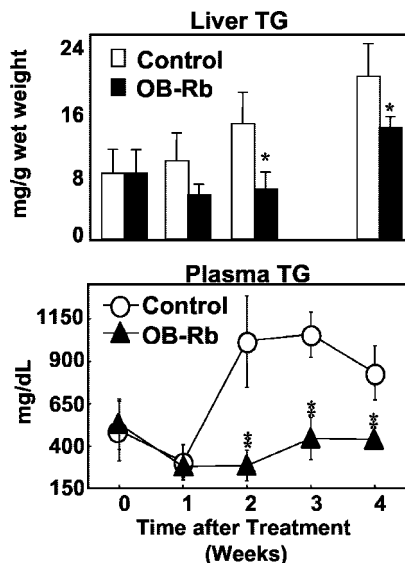 Liver TG
24
16
8
0
mg/g wet weight
Control
OB-Rb
*
*
Plasma TG
1150
900
650
400
150
mg/dL
Control
OB-Rb
0 1 2 3 4
Time after Treatment
(Weeks)